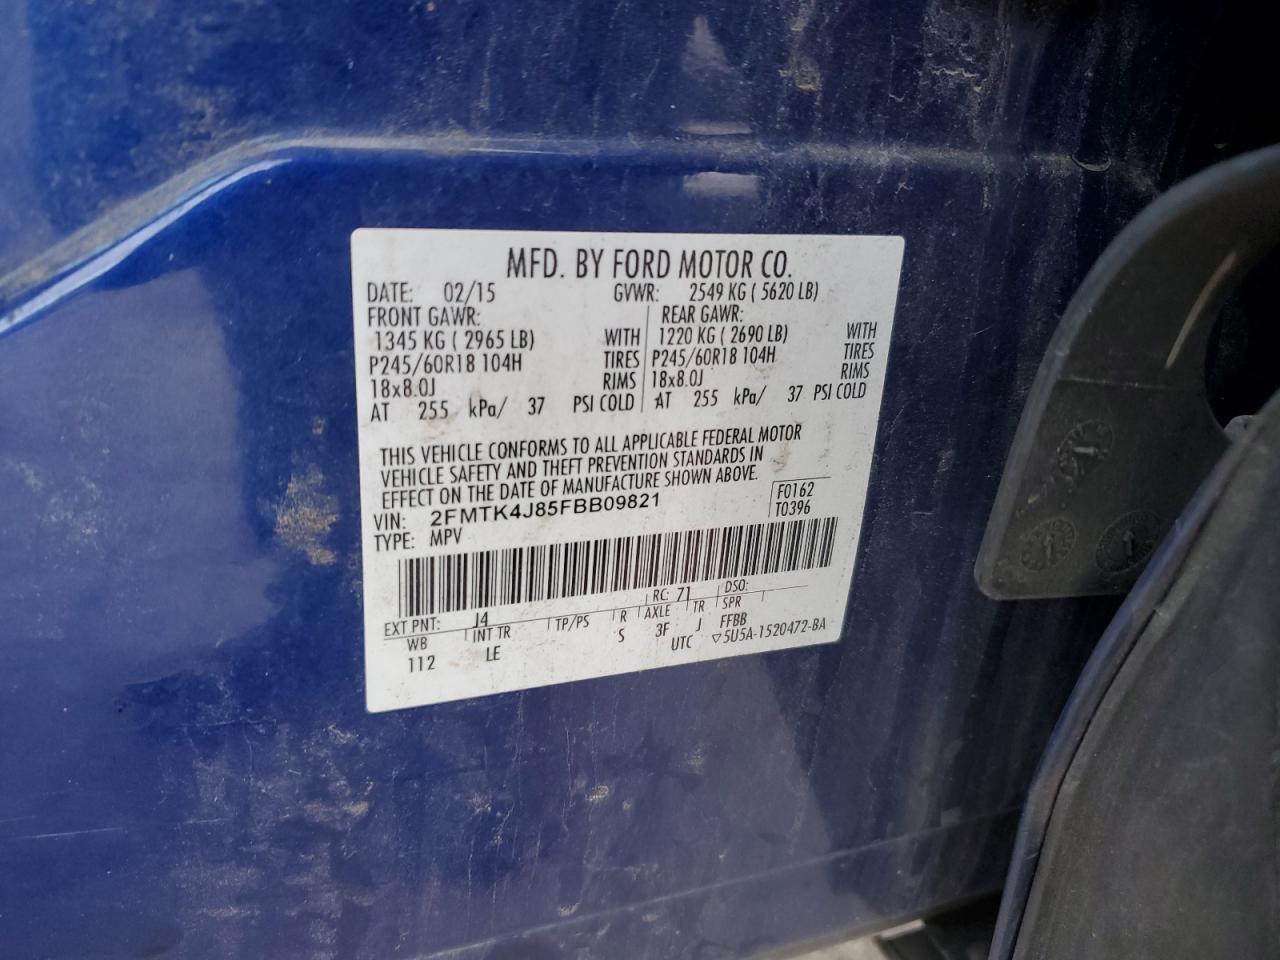 MFD. BY FORD MOTOR CO.
DATE: 02/15 GVWR: 2549 KG ( 5620 LB)
FRONT GAWR: REAR GAWR:
1345 KG ( 2965 LB) WITH 1220 KG ( 2690 LB) WITH
P245/60R18 104H TIRES P245/60R18 104H TIRES
18x8.0J RIMS 18x8.0J RIMS
AT 255 kPa/ 37 PSI COLD AT 255 kPa/ 37 PSI COLD
THIS VEHICLE CONFORMS TO ALL APPLICABLE FEDERAL MOTOR
VEHICLE SAFETY AND THEFT PREVENTION STANDARDS IN
EFFECT ON THE DATE OF MANUFACTURE SHOWN ABOVE.
VIN: 2FMTK4J85FBB09821 F0162
TYPE: MPV T0396
EXT PNT: J4 RC: 71 DSO:
WB INT TR TP/PS R AXLE TR SPR
112 LE S 3F J FFBB
UTC ▽5U5A-1520472-BA